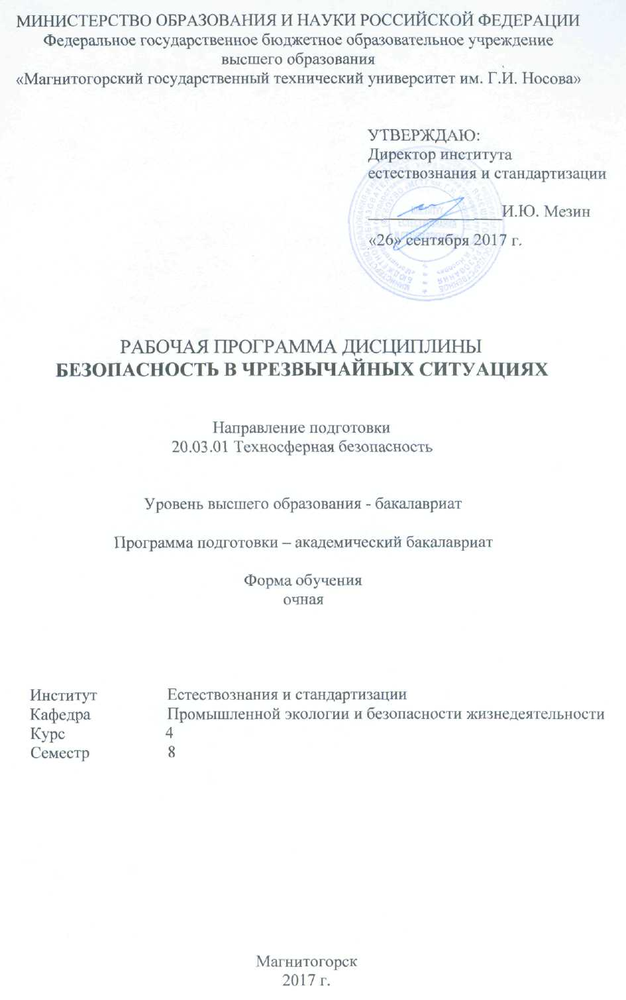 МИНИСТЕРСТВО ОБРАЗОВАНИЯ И НАУКИ РОССИЙСКОЙ ФЕДЕРАЦИИ
Федеральное государственное бюджетное образовательное учреждение
высшего образования
«Магнитогорский государственный технический университет им. Г.И. Носова»
УТВЕРЖДАЮ:
Директор института
естествознания и стандартизации
И.Ю. Мезин
«26» сентября 2017 г.
РАБОЧАЯ ПРОГРАММА ДИСЦИПЛИНЫ
БЕЗОПАСНОСТЬ В ЧРЕЗВЫЧАЙНЫХ СИТУАЦИЯХ
Направление подготовки
20.03.01 Техносферная безопасность
Уровень высшего образования - бакалавриат
Программа подготовки – академический бакалавриат
Форма обучения
очная
Институт Естествознания и стандартизации
Кафедра Промышленной экологии и безопасности жизнедеятельности
Курс 4
Семестр 8
Магнитогорск
2017 г.